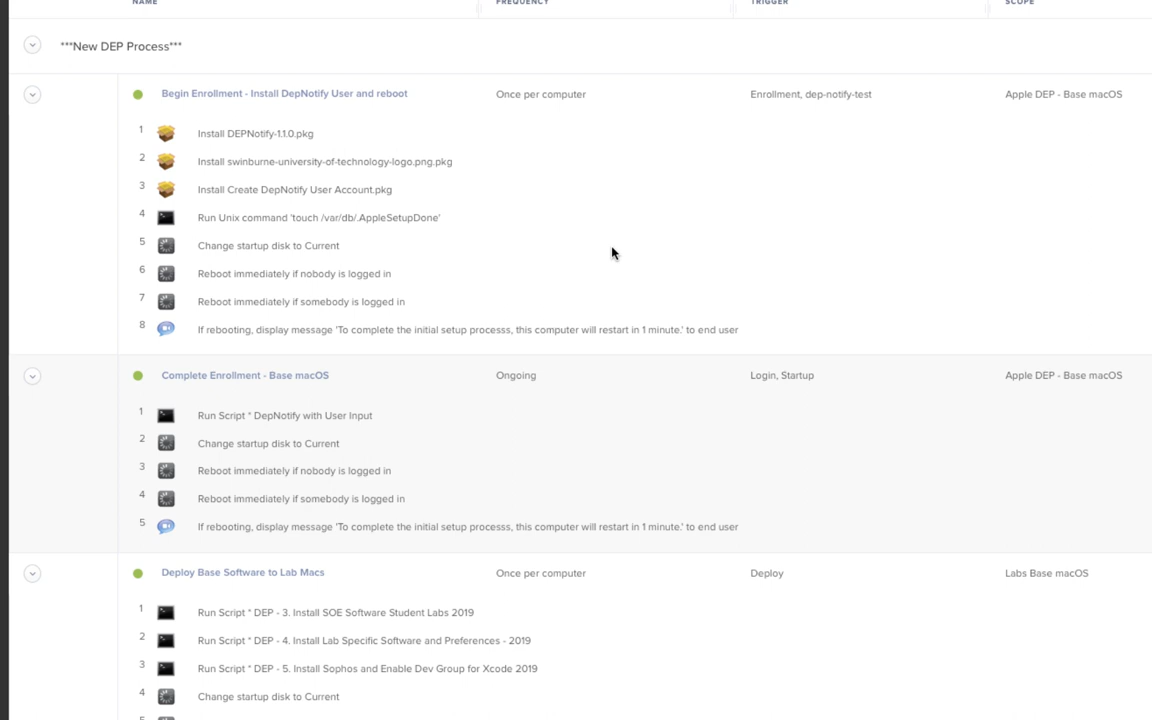 NAME FREQUENCY TRIGGER SCOPE
***New DEP Process***
Begin Enrollment - Install DepNotify User and reboot Once per computer Enrollment, dep-notify-test Apple DEP - Base macOS
1 Install DEPNotify-1.1.0.pkg
2 Install swinburne-university-of-technology-logo.png.pkg
3 Install Create DepNotify User Account.pkg
4 Run Unix command 'touch /var/db/.AppleSetupDone'
5 Change startup disk to Current
6 Reboot immediately if nobody is logged in
7 Reboot immediately if somebody is logged in
8 If rebooting, display message 'To complete the initial setup processs, this computer will restart in 1 minute.' to end user
Complete Enrollment - Base macOS Ongoing Login, Startup Apple DEP - Base macOS
1 Run Script * DepNotify with User Input
2 Change startup disk to Current
3 Reboot immediately if nobody is logged in
4 Reboot immediately if somebody is logged in
5 If rebooting, display message 'To complete the initial setup processs, this computer will restart in 1 minute.' to end user
Deploy Base Software to Lab Macs Once per computer Deploy Labs Base macOS
1 Run Script * DEP - 3. Install SOE Software Student Labs 2019
2 Run Script * DEP - 4. Install Lab Specific Software and Preferences - 2019
3 Run Script * DEP - 5. Install Sophos and Enable Dev Group for Xcode 2019
4 Change startup disk to Current